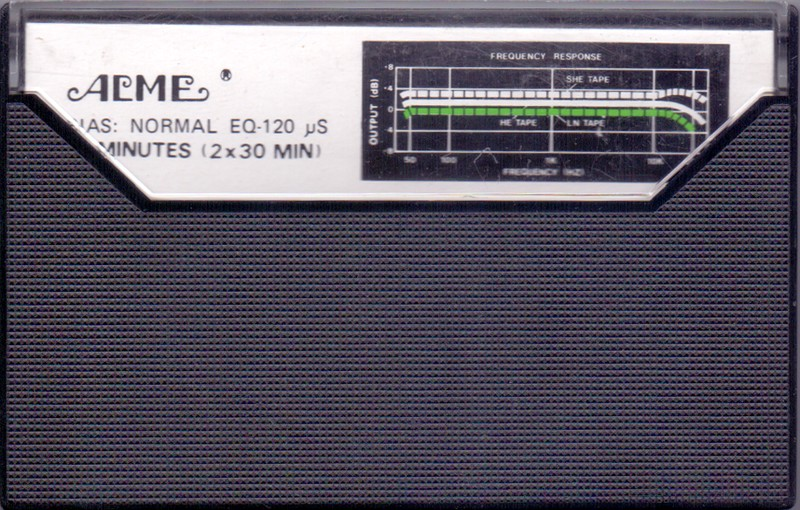 ACME ®
IAS: NORMAL EQ-120 µS
MINUTES (2x30 MIN)
FREQUENCY RESPONSE
OUTPUT (dB)
+8
+4
0
-4
-8
SHE TAPE
HE TAPE LN TAPE
50 100 1K 10K
FREQUENCY (HZ)